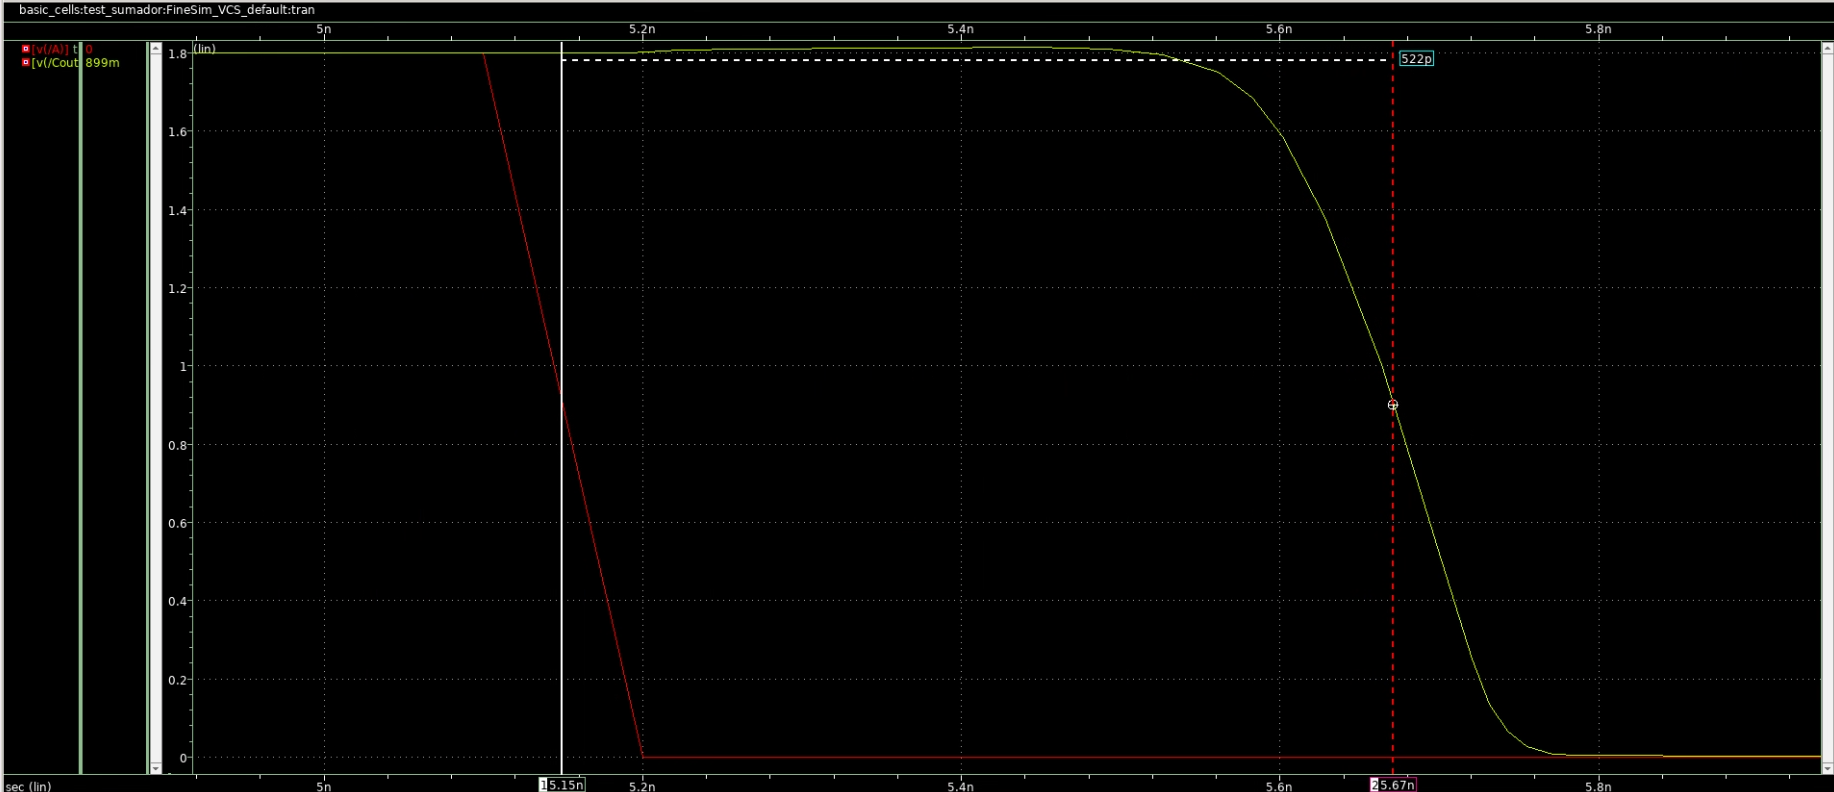 basic_cells:test_sumador:FineSim_VCS_default:tran
5n 5.2n 5.4n 5.6n 5.8n
[v(/A)] t 0
[v(/Cout 899m
(lin)
522p
1.8
1.6
1.4
1.2
1
0.8
0.6
0.4
0.2
0
sec (lin) 5n 1 5.15n 5.2n 5.4n 5.6n 2 5.67n 5.8n